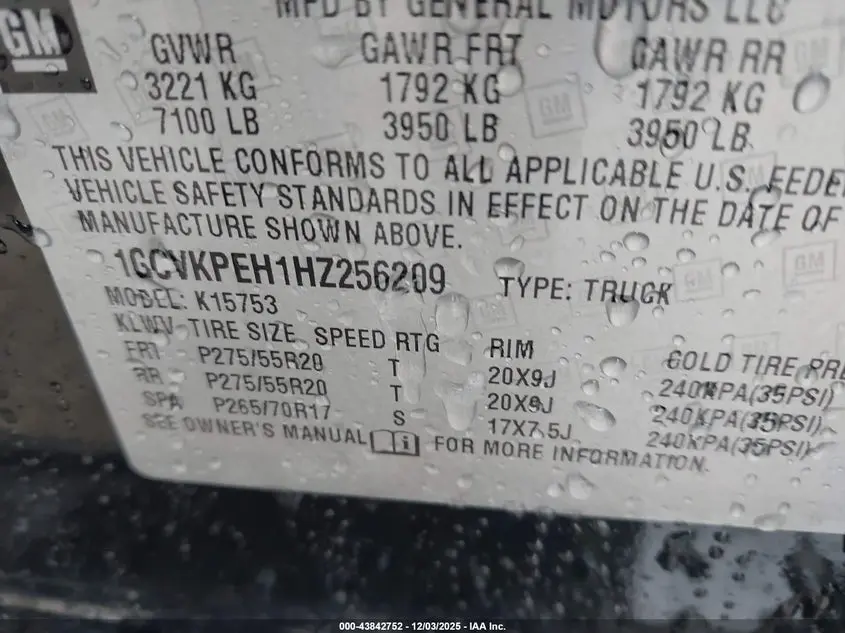 MFD BY GENERAL MOTORS LLC
GM
GVWR GAWR FRT GAWR RR
3221 KG 1792 KG 1792 KG
7100 LB 3950 LB 3950 LB
THIS VEHICLE CONFORMS TO ALL APPLICABLE U.S. FEDE
VEHICLE SAFETY STANDARDS IN EFFECT ON THE DATE OF
MANUFACTURE SHOWN ABOVE.
1GCVKPEH1HZ256209 TYPE: TRUCK
MODEL: K15753
KLWV TIRE SIZE SPEED RTG RIM COLD TIRE PRE
FRT P275/55R20 T 20X9J 240KPA(35PSI)
RR P275/55R20 T 20X9J 240KPA(35PSI)
SPA P265/70R17 S 17X7.5J 240KPA(35PSI)
SEE OWNER'S MANUAL FOR MORE INFORMATION.
000-43842752 - 12/03/2025 - IAA Inc.